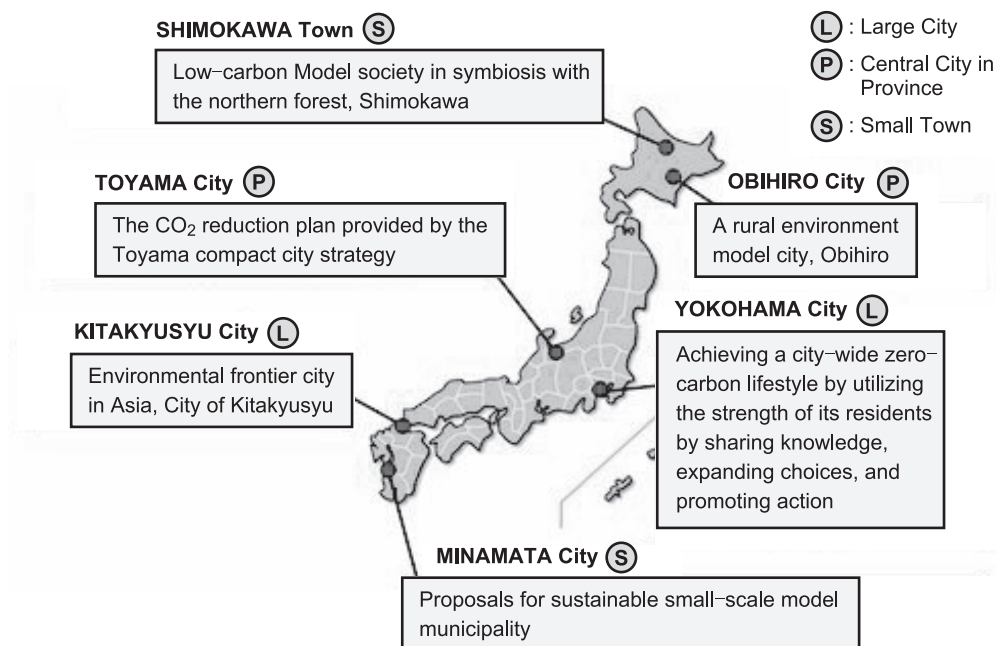 SHIMOKAWA Town S
Low-carbon Model society in symbiosis with
the northern forest, Shimokawa
L : Large City
P : Central City in
Province
S : Small Town
TOYAMA City P
The CO₂ reduction plan provided by the
Toyama compact city strategy
OBIHIRO City P
A rural environment
model city, Obihiro
KITAKYUSYU City L
Environmental frontier city
in Asia, City of Kitakyusyu
YOKOHAMA City L
Achieving a city-wide zero-
carbon lifestyle by utilizing
the strength of its residents
by sharing knowledge,
expanding choices, and
promoting action
MINAMATA City S
Proposals for sustainable small-scale model
municipality